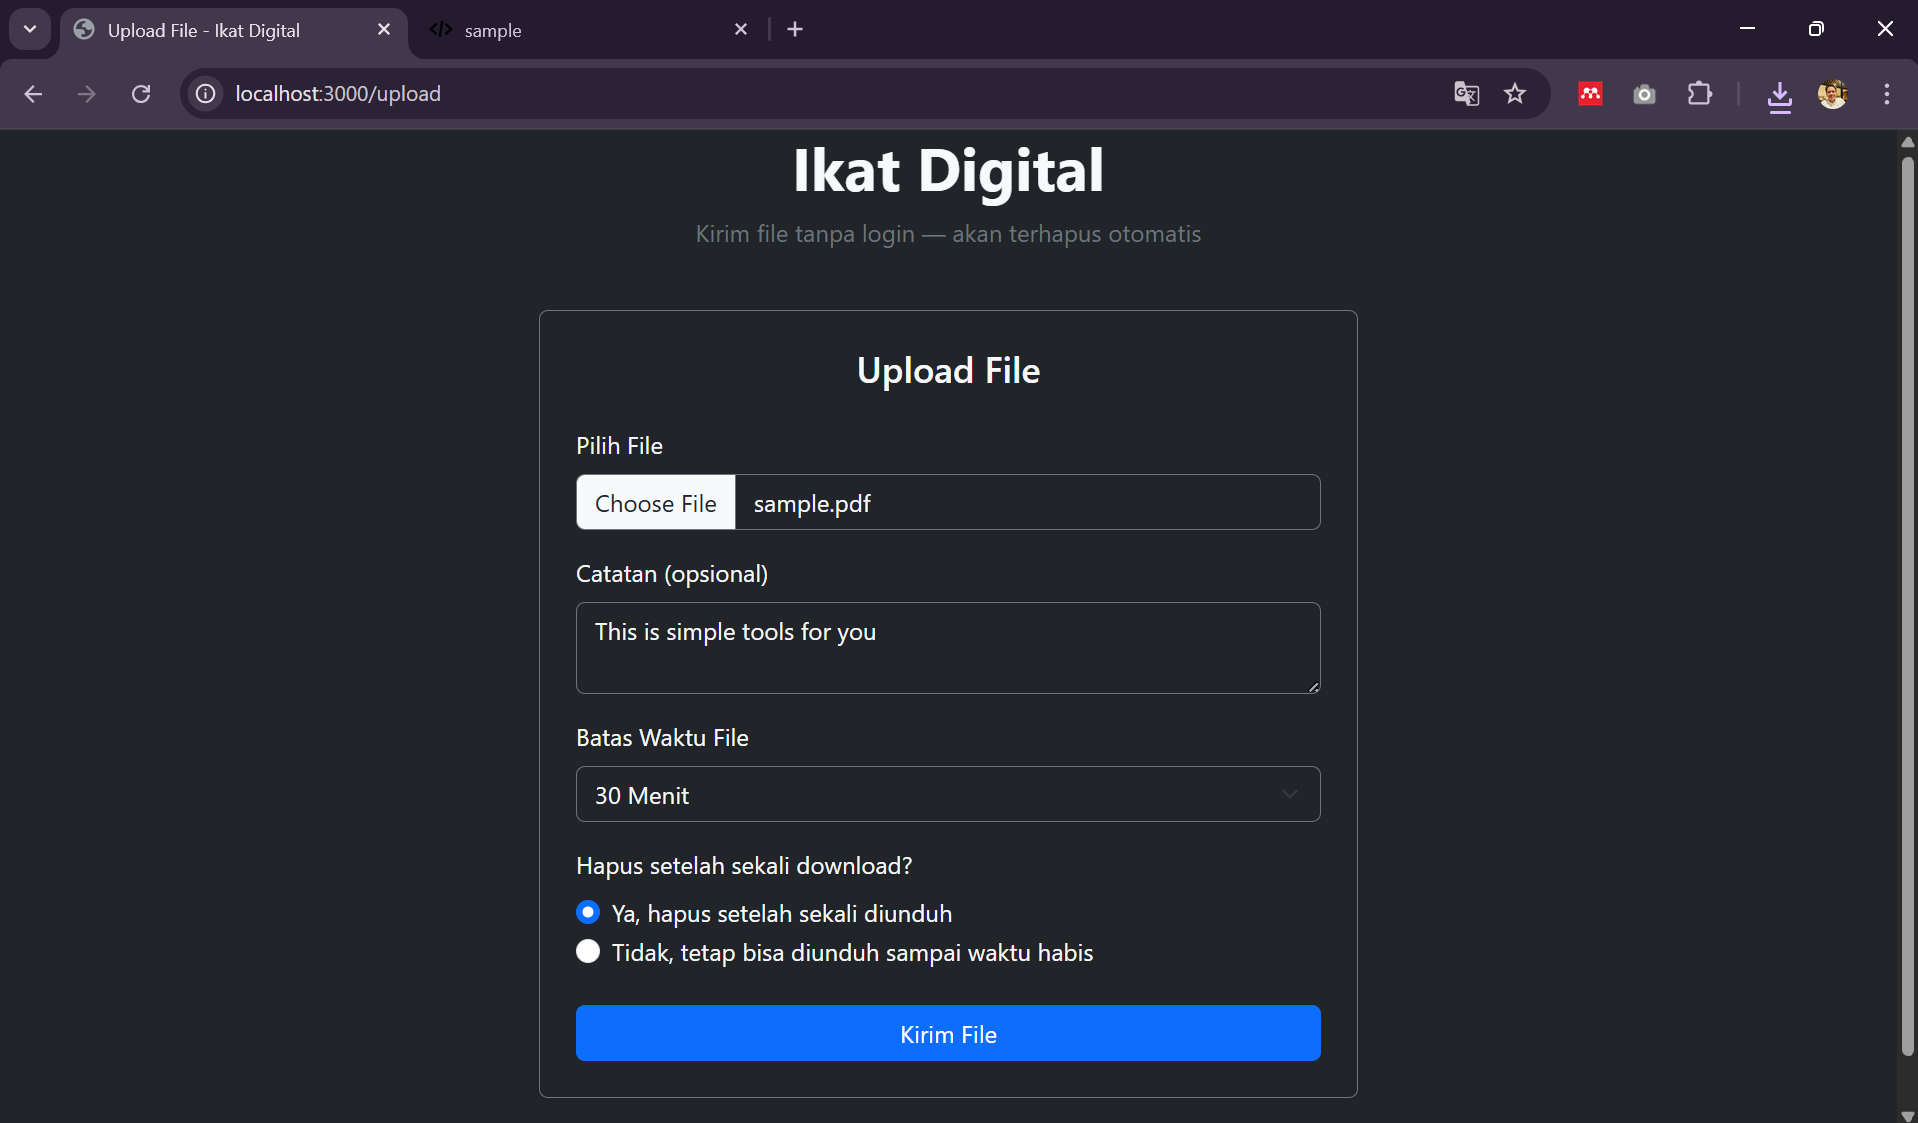 Upload File - Ikat Digital
sample
localhost:3000/upload
Ikat Digital
Kirim file tanpa login — akan terhapus otomatis
Upload File
Pilih File
Choose File sample.pdf
Catatan (opsional)
This is simple tools for you
Batas Waktu File
30 Menit
Hapus setelah sekali download?
Ya, hapus setelah sekali diunduh
Tidak, tetap bisa diunduh sampai waktu habis
Kirim File